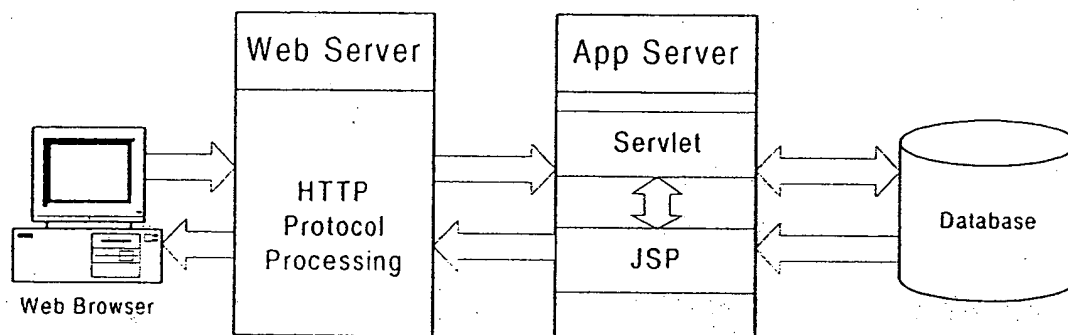 Web Server
App Server
Servlet
HTTP
Protocol
Processing
JSP
Database
Web Browser